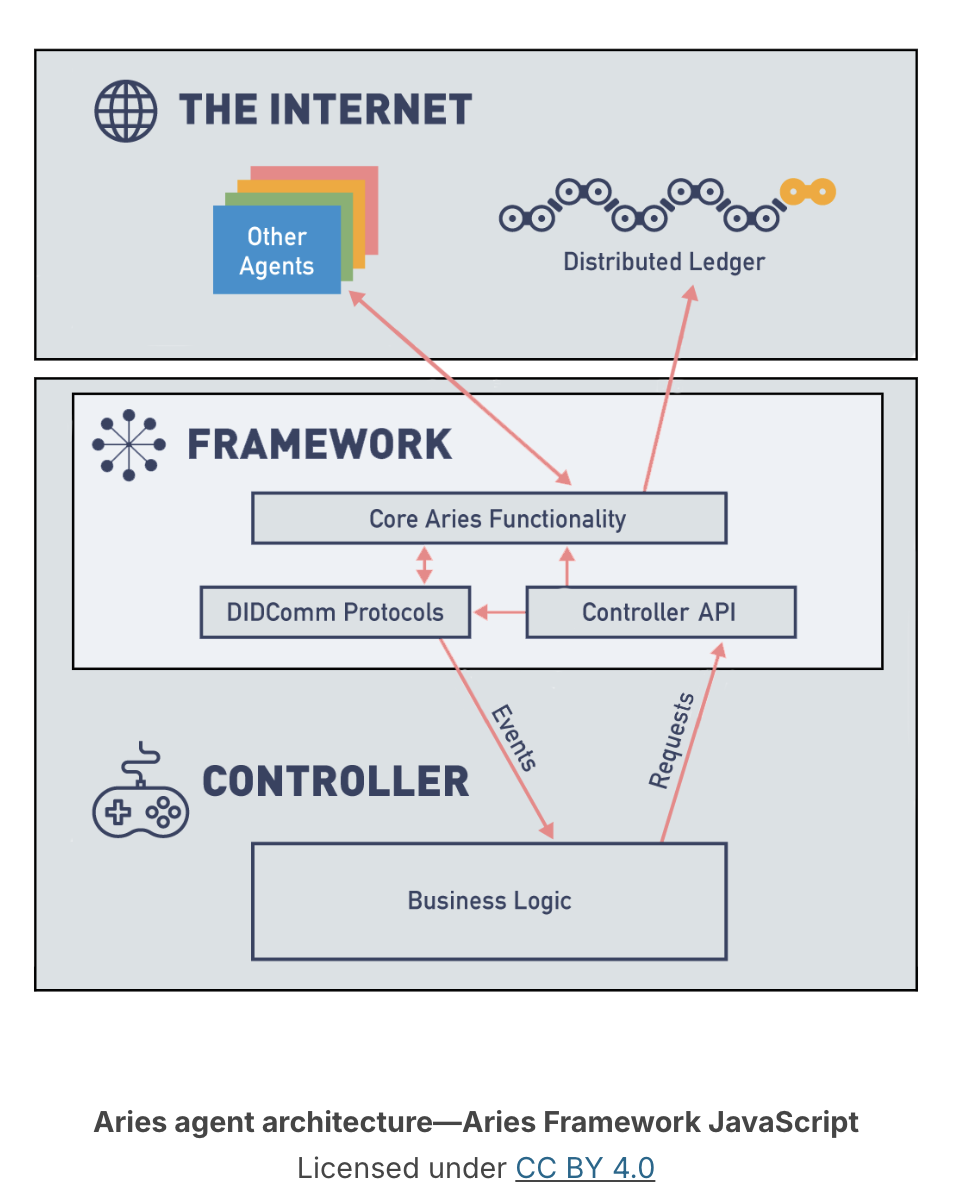 THE INTERNET
Other
Agents
Distributed Ledger
FRAMEWORK
Core Aries Functionality
DIDComm Protocols
Controller API
Events
Requests
CONTROLLER
Business Logic
Aries agent architecture—Aries Framework JavaScript
Licensed under CC BY 4.0